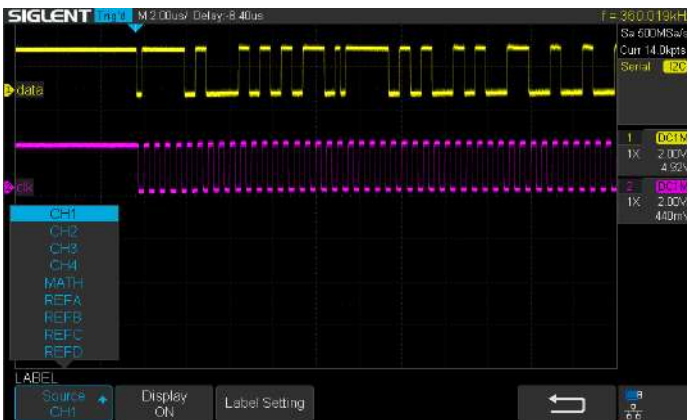 SIGLENT Trig'd M 2.00us/ Delay:-8.40us f = 360.019kH
Sa 500MSa/s
Curr 14.0kpts
Serial I2C
1 data
1 DC1M
1X 2.00V
4.92V
2 clk
2 DC1M
1X 2.00V
440mV
CH1
CH2
CH3
CH4
MATH
REFA
REFB
REFC
REFD
LABEL
Source CH1
Display ON
Label Setting